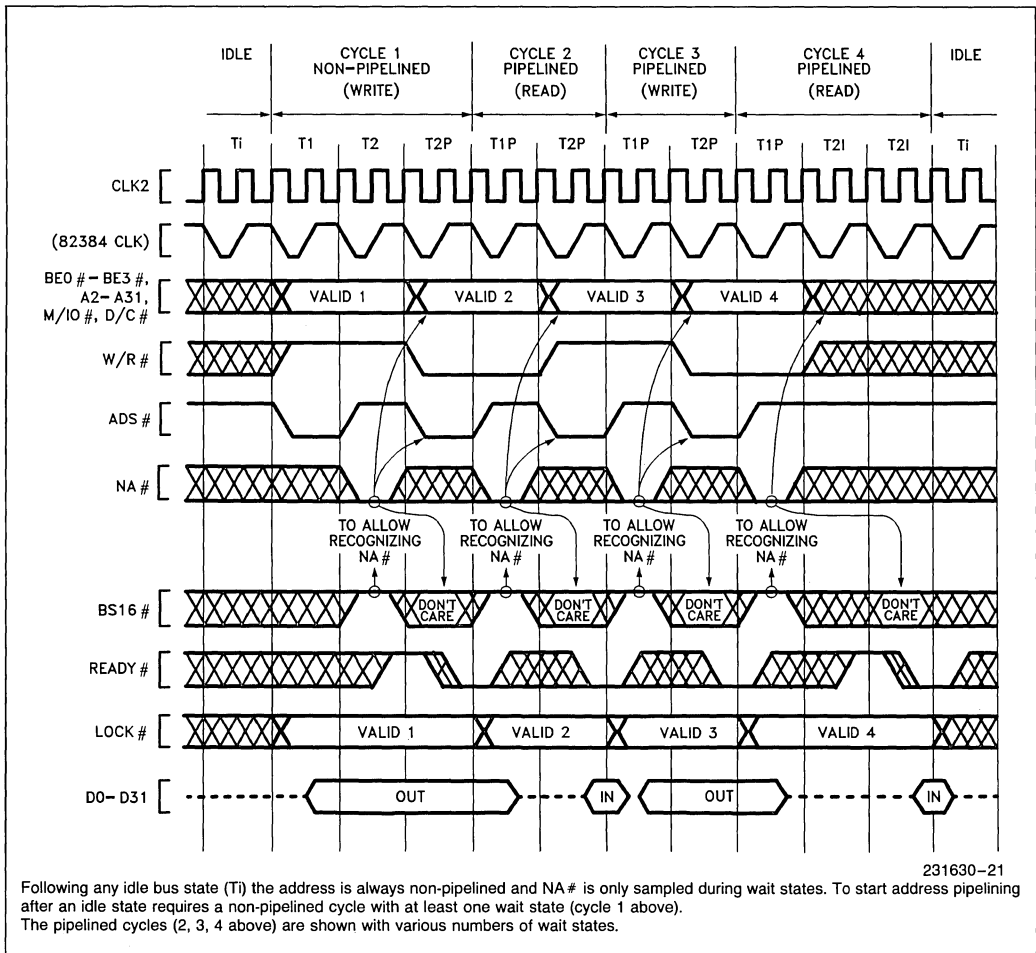 IDLE
CYCLE 1
NON-PIPELINED
(WRITE)
CYCLE 2
PIPELINED
(READ)
CYCLE 3
PIPELINED
(WRITE)
CYCLE 4
PIPELINED
(READ)
IDLE
Ti T1 T2 T2P T1P T2P T1P T2P T1P T2I T2I Ti
CLK2
(82384 CLK)
BE0 # - BE3 #,
A2- A31,
M/IO #, D/C #
VALID 1 VALID 2 VALID 3 VALID 4
W/R #
ADS #
NA #
TO ALLOW
RECOGNIZING
NA #
TO ALLOW
RECOGNIZING
NA #
TO ALLOW
RECOGNIZING
NA #
TO ALLOW
RECOGNIZING
NA #
BS16 #
DON'T
CARE
DON'T
CARE
DON'T
CARE
DON'T
CARE
READY #
LOCK #
VALID 1 VALID 2 VALID 3 VALID 4
D0- D31
OUT IN OUT IN
231630-21
Following any idle bus state (Ti) the address is always non-pipelined and NA# is only sampled during wait states. To start address pipelining
after an idle state requires a non-pipelined cycle with at least one wait state (cycle 1 above).
The pipelined cycles (2, 3, 4 above) are shown with various numbers of wait states.